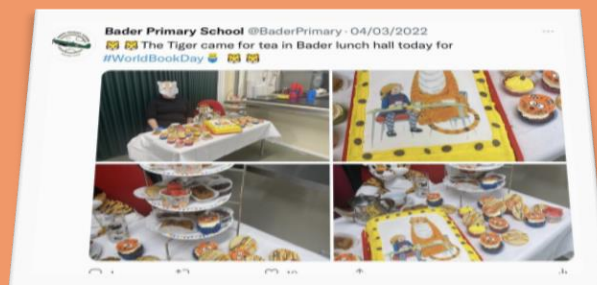 Bader Primary School @BaderPrimary · 04/03/2022
🐯 🐯 The Tiger came for tea in Bader lunch hall today for
#WorldBookDay 🐯 🐯